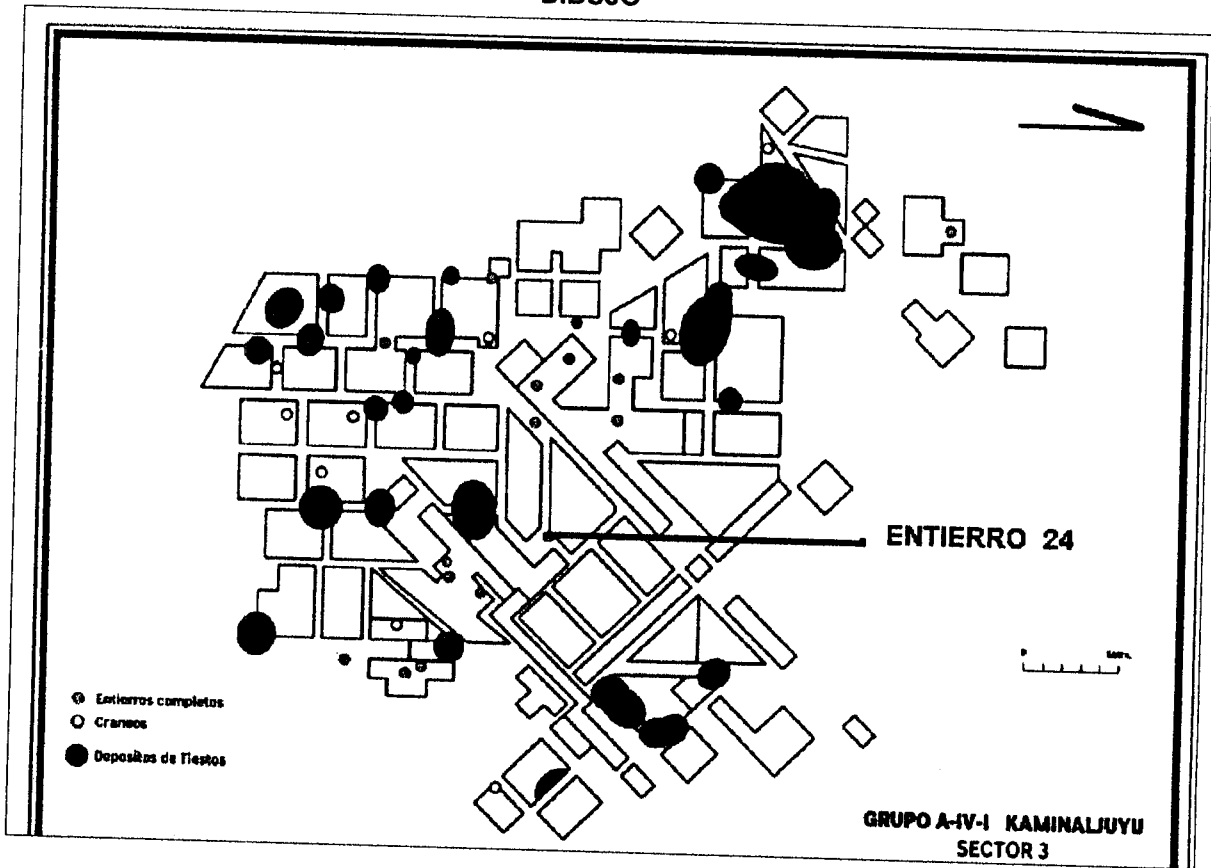 DIBUJO
ENTIERRO 24
Entierros completos
Craneos
Depositos de Tiestos
GRUPO A-IV-I KAMINALJUYU
SECTOR 3